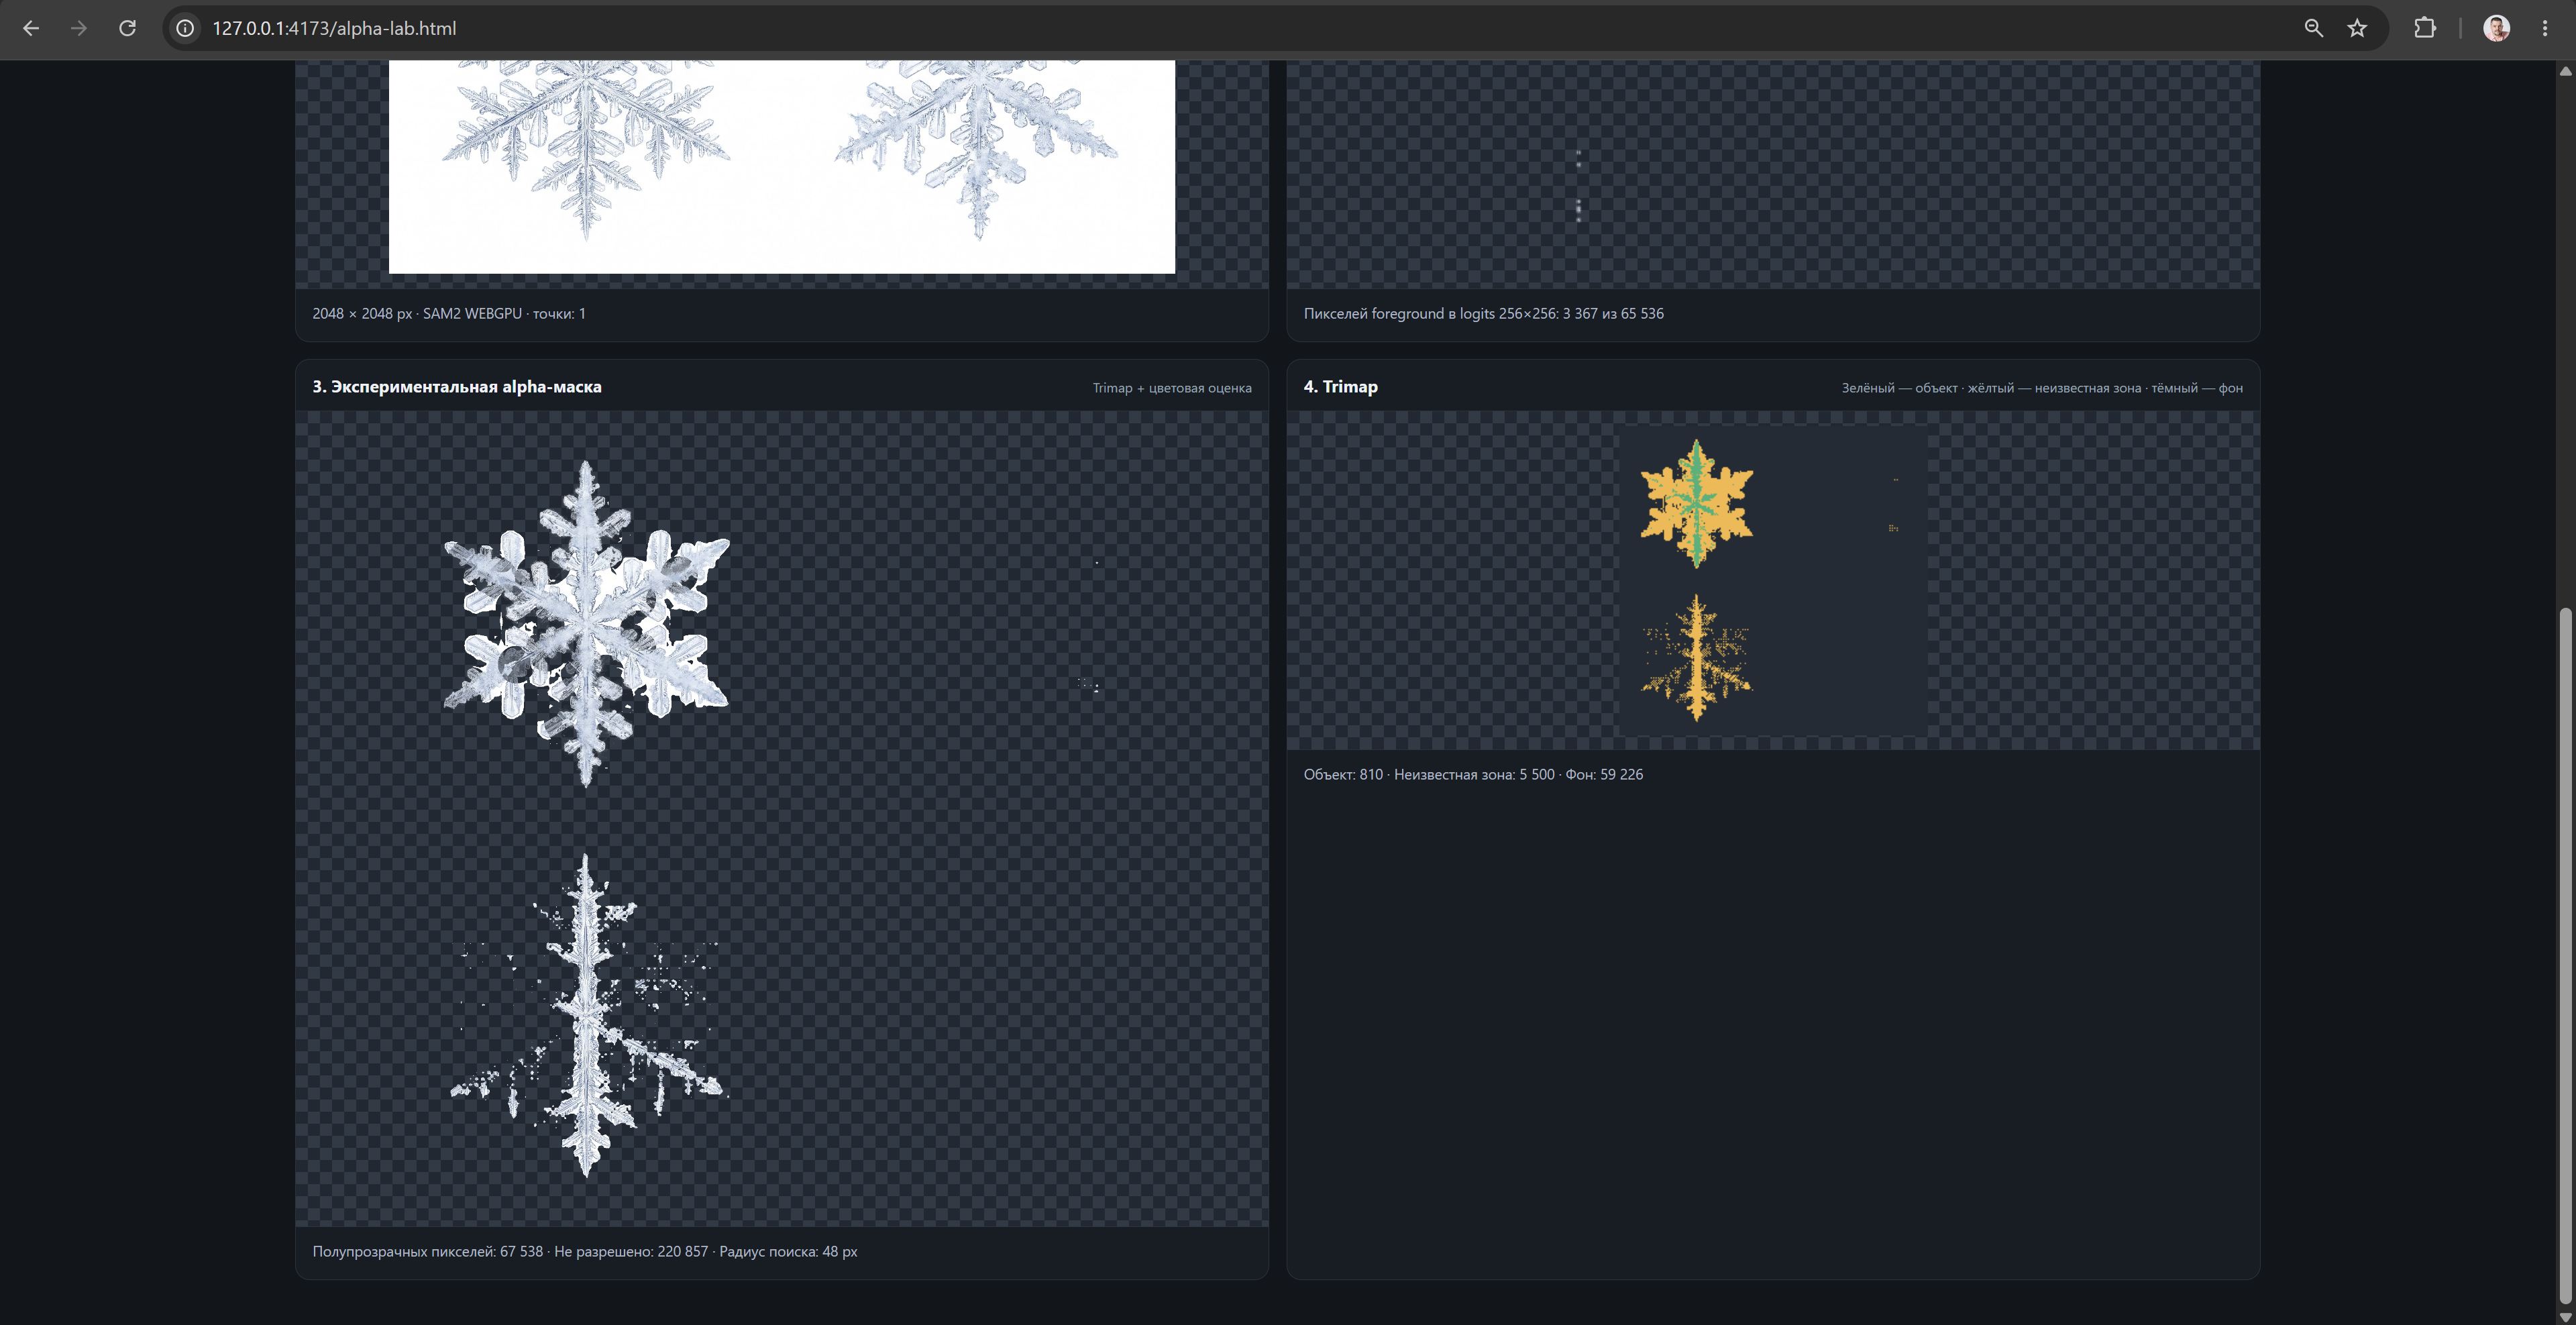 127.0.0.1:4173/alpha-lab.html
2048 × 2048 px · SAM2 WEBGPU · точки: 1
Пикселей foreground в logits 256×256: 3 367 из 65 536
3. Экспериментальная alpha-маска
Trimap + цветовая оценка
4. Trimap
Зелёный — объект · жёлтый — неизвестная зона · тёмный — фон
Объект: 810 · Неизвестная зона: 5 500 · Фон: 59 226
Полупрозрачных пикселей: 67 538 · Не разрешено: 220 857 · Радиус поиска: 48 px